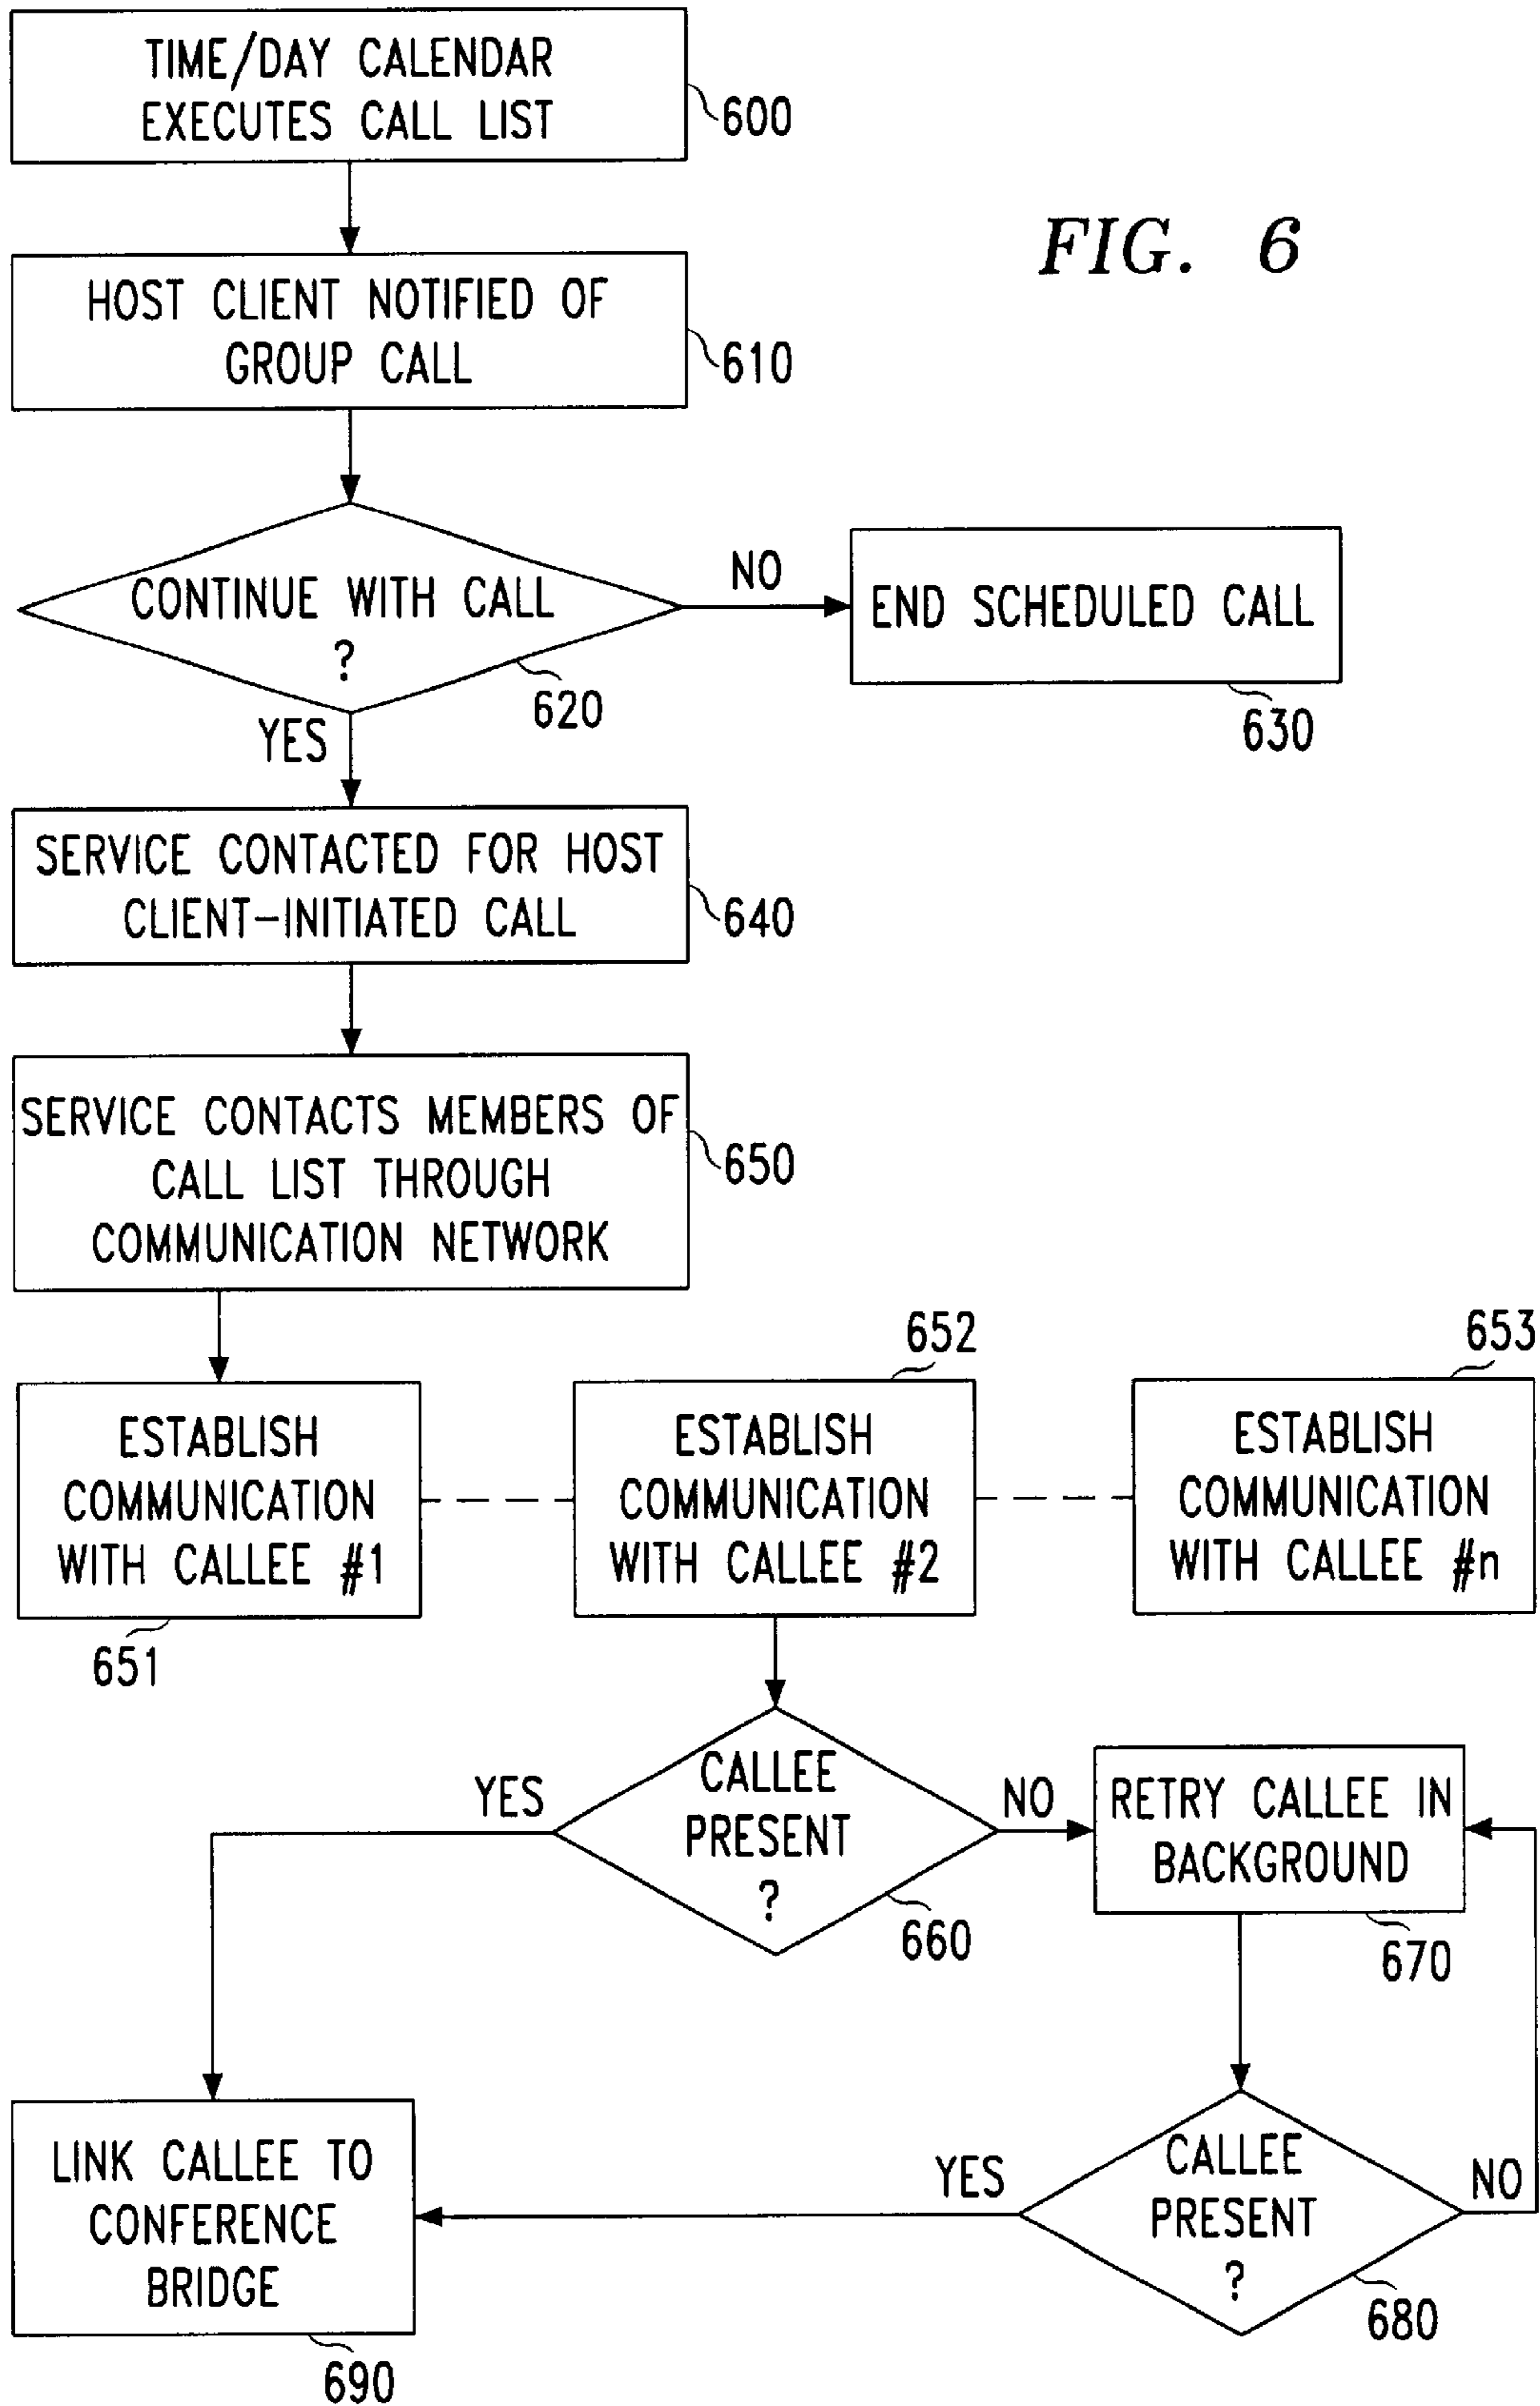 TIME/DAY CALENDAR
EXECUTES CALL LIST
600
FIG. 6
HOST CLIENT NOTIFIED OF
GROUP CALL
610
CONTINUE WITH CALL
?
620
NO
END SCHEDULED CALL
630
YES
SERVICE CONTACTED FOR HOST
CLIENT-INITIATED CALL
640
SERVICE CONTACTS MEMBERS OF
CALL LIST THROUGH
COMMUNICATION NETWORK
650
ESTABLISH
COMMUNICATION
WITH CALLEE #1
651
652
ESTABLISH
COMMUNICATION
WITH CALLEE #2
653
ESTABLISH
COMMUNICATION
WITH CALLEE #n
CALLEE
PRESENT
?
660
YES
NO
RETRY CALLEE IN
BACKGROUND
670
CALLEE
PRESENT
?
680
YES
NO
LINK CALLEE TO
CONFERENCE
BRIDGE
690